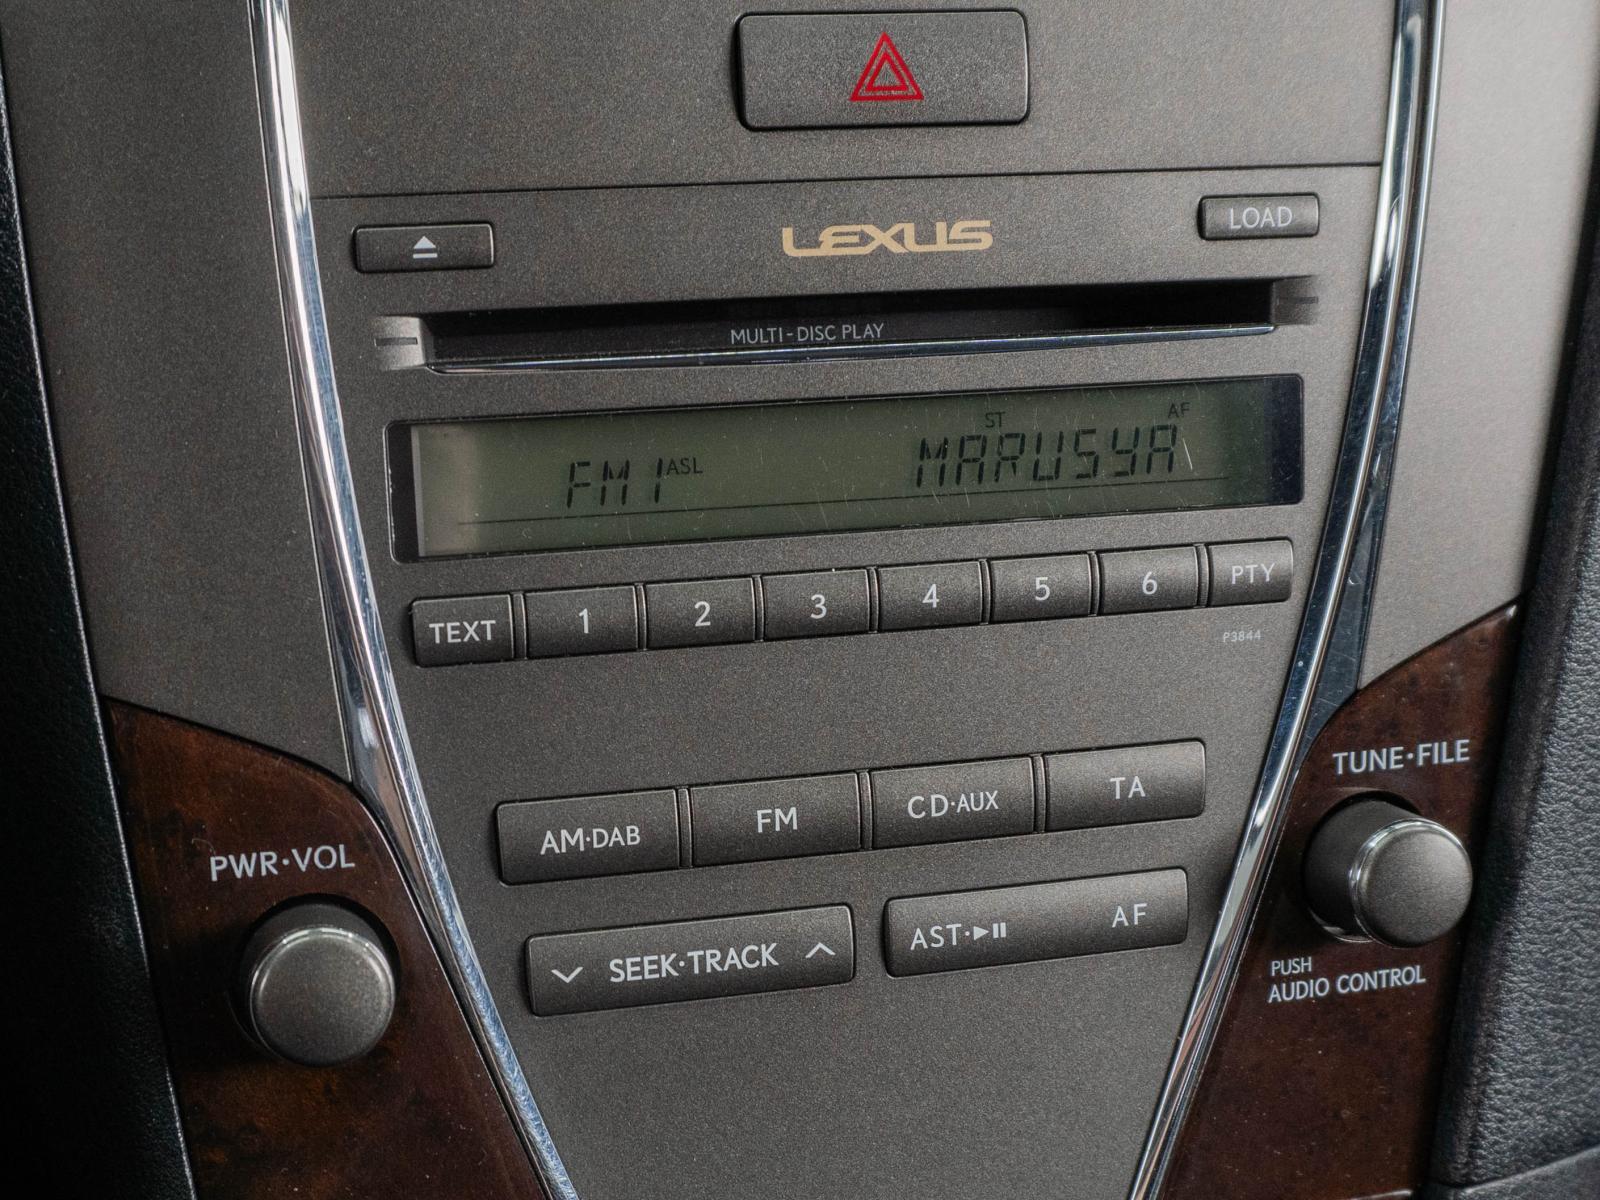 LEXUS
LOAD
MULTI-DISC PLAY
ST AF
FM1 ASL MARUSYA
TEXT 1 2 3 4 5 6 PTY
P3844
TUNE·FILE
AM·DAB FM CD·AUX TA
PWR·VOL
SEEK·TRACK AST·▶II AF
PUSH
AUDIO CONTROL